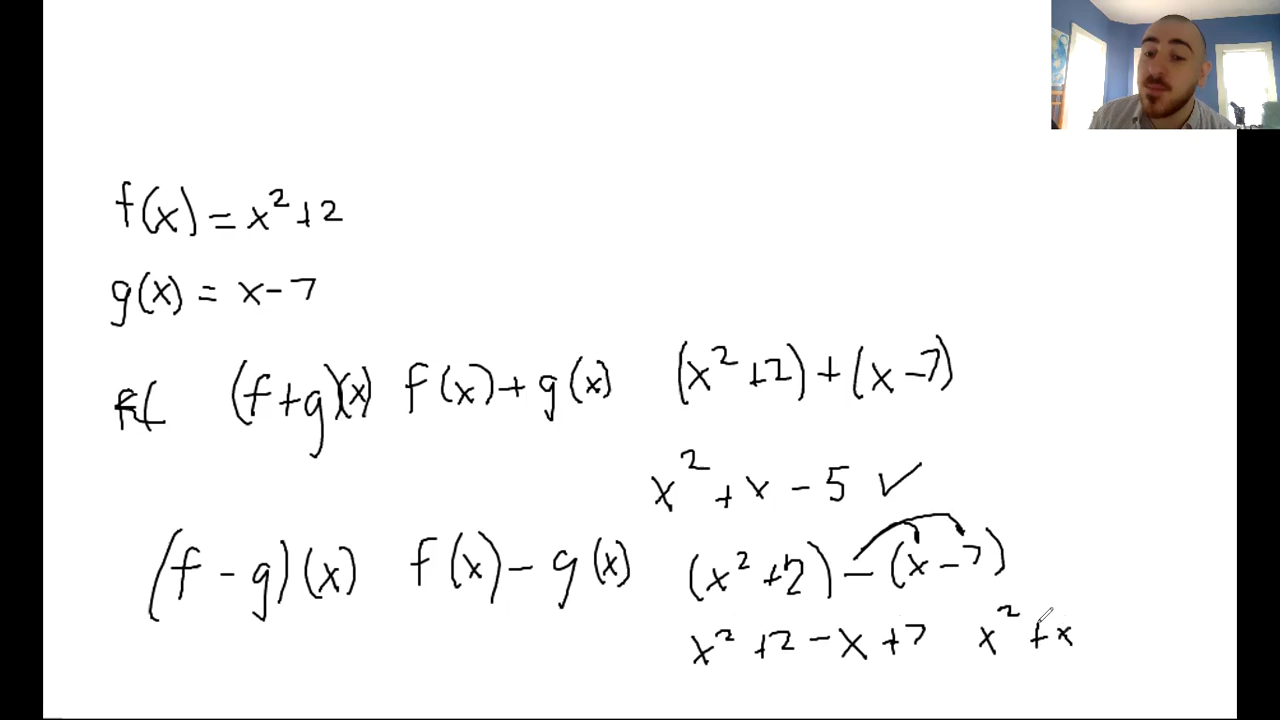 f(x) = x² + 2
g(x) = x - 7
(f+g)(x) f(x) + g(x) (x² + 2) + (x - 7)
x² + x - 5 ✓
(f - g)(x) f(x) - g(x) (x² + 2) - (x - 7)
x² + 2 - x + 7 x² + x